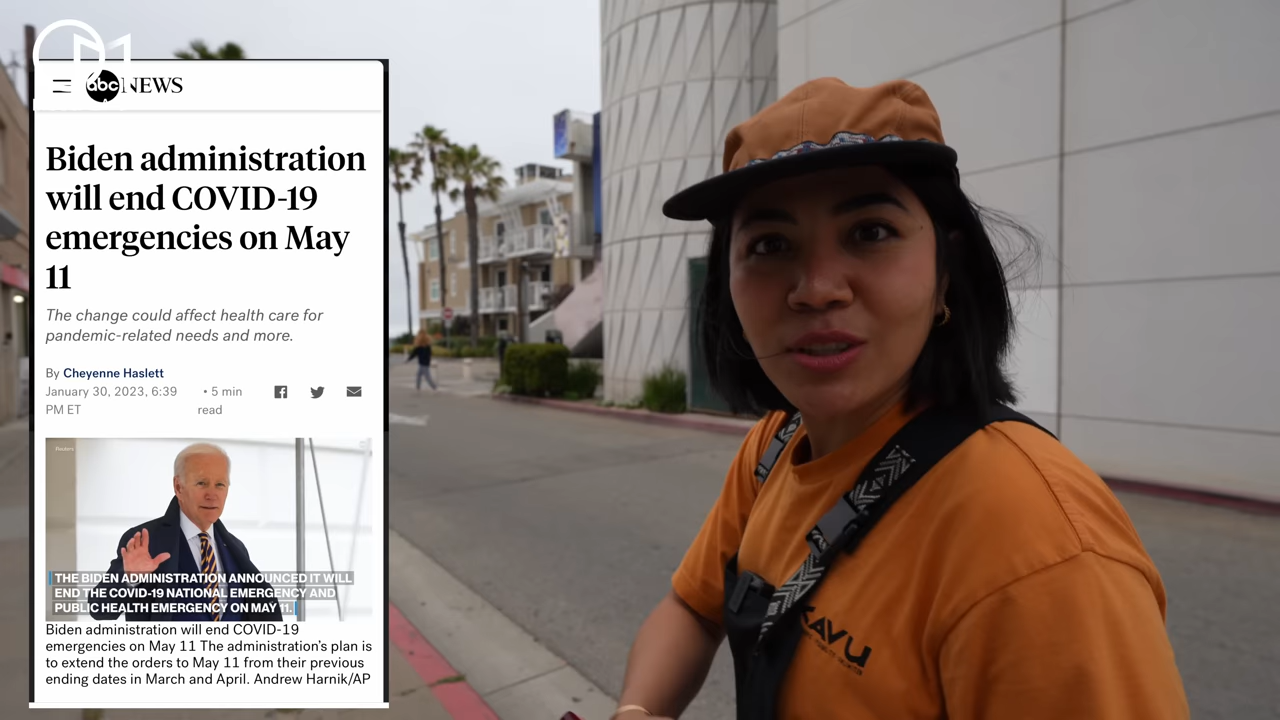 abc NEWS
Biden administration
will end COVID-19
emergencies on May
11
The change could affect health care for
pandemic-related needs and more.
By Cheyenne Haslett
January 30, 2023, 6:39
PM ET
• 5 min
read
Reuters
THE BIDEN ADMINISTRATION ANNOUNCED IT WILL
END THE COVID-19 NATIONAL EMERGENCY AND
PUBLIC HEALTH EMERGENCY ON MAY 11.
Biden administration will end COVID-19
emergencies on May 11 The administration's plan is
to extend the orders to May 11 from their previous
ending dates in March and April. Andrew Harnik/AP
KAVU